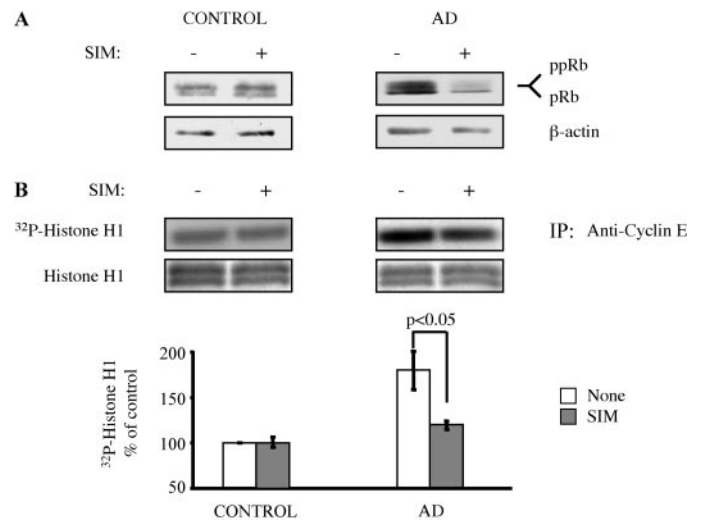 A CONTROL AD
SIM: - + - +
ppRb
pRb
β-actin
B SIM: - + - +
³²P-Histone H1 IP: Anti-Cyclin E
Histone H1
p<0.05
³²P-Histone H1
% of control
200
150
100
50
None
SIM
CONTROL AD